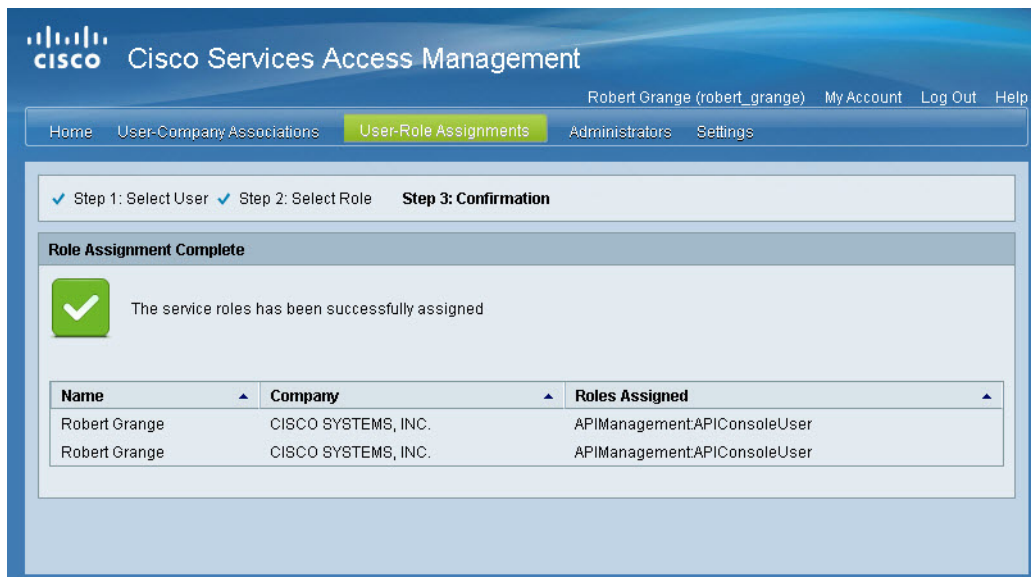 cisco Cisco Services Access Management
Robert Grange (robert_grange) My Account Log Out Help
Home User-Company Associations User-Role Assignments Administrators Settings
Step 1: Select User Step 2: Select Role Step 3: Confirmation
Role Assignment Complete
The service roles has been successfully assigned
Name Company Roles Assigned
Robert Grange CISCO SYSTEMS, INC. APIManagement:APIConsoleUser
Robert Grange CISCO SYSTEMS, INC. APIManagement:APIConsoleUser